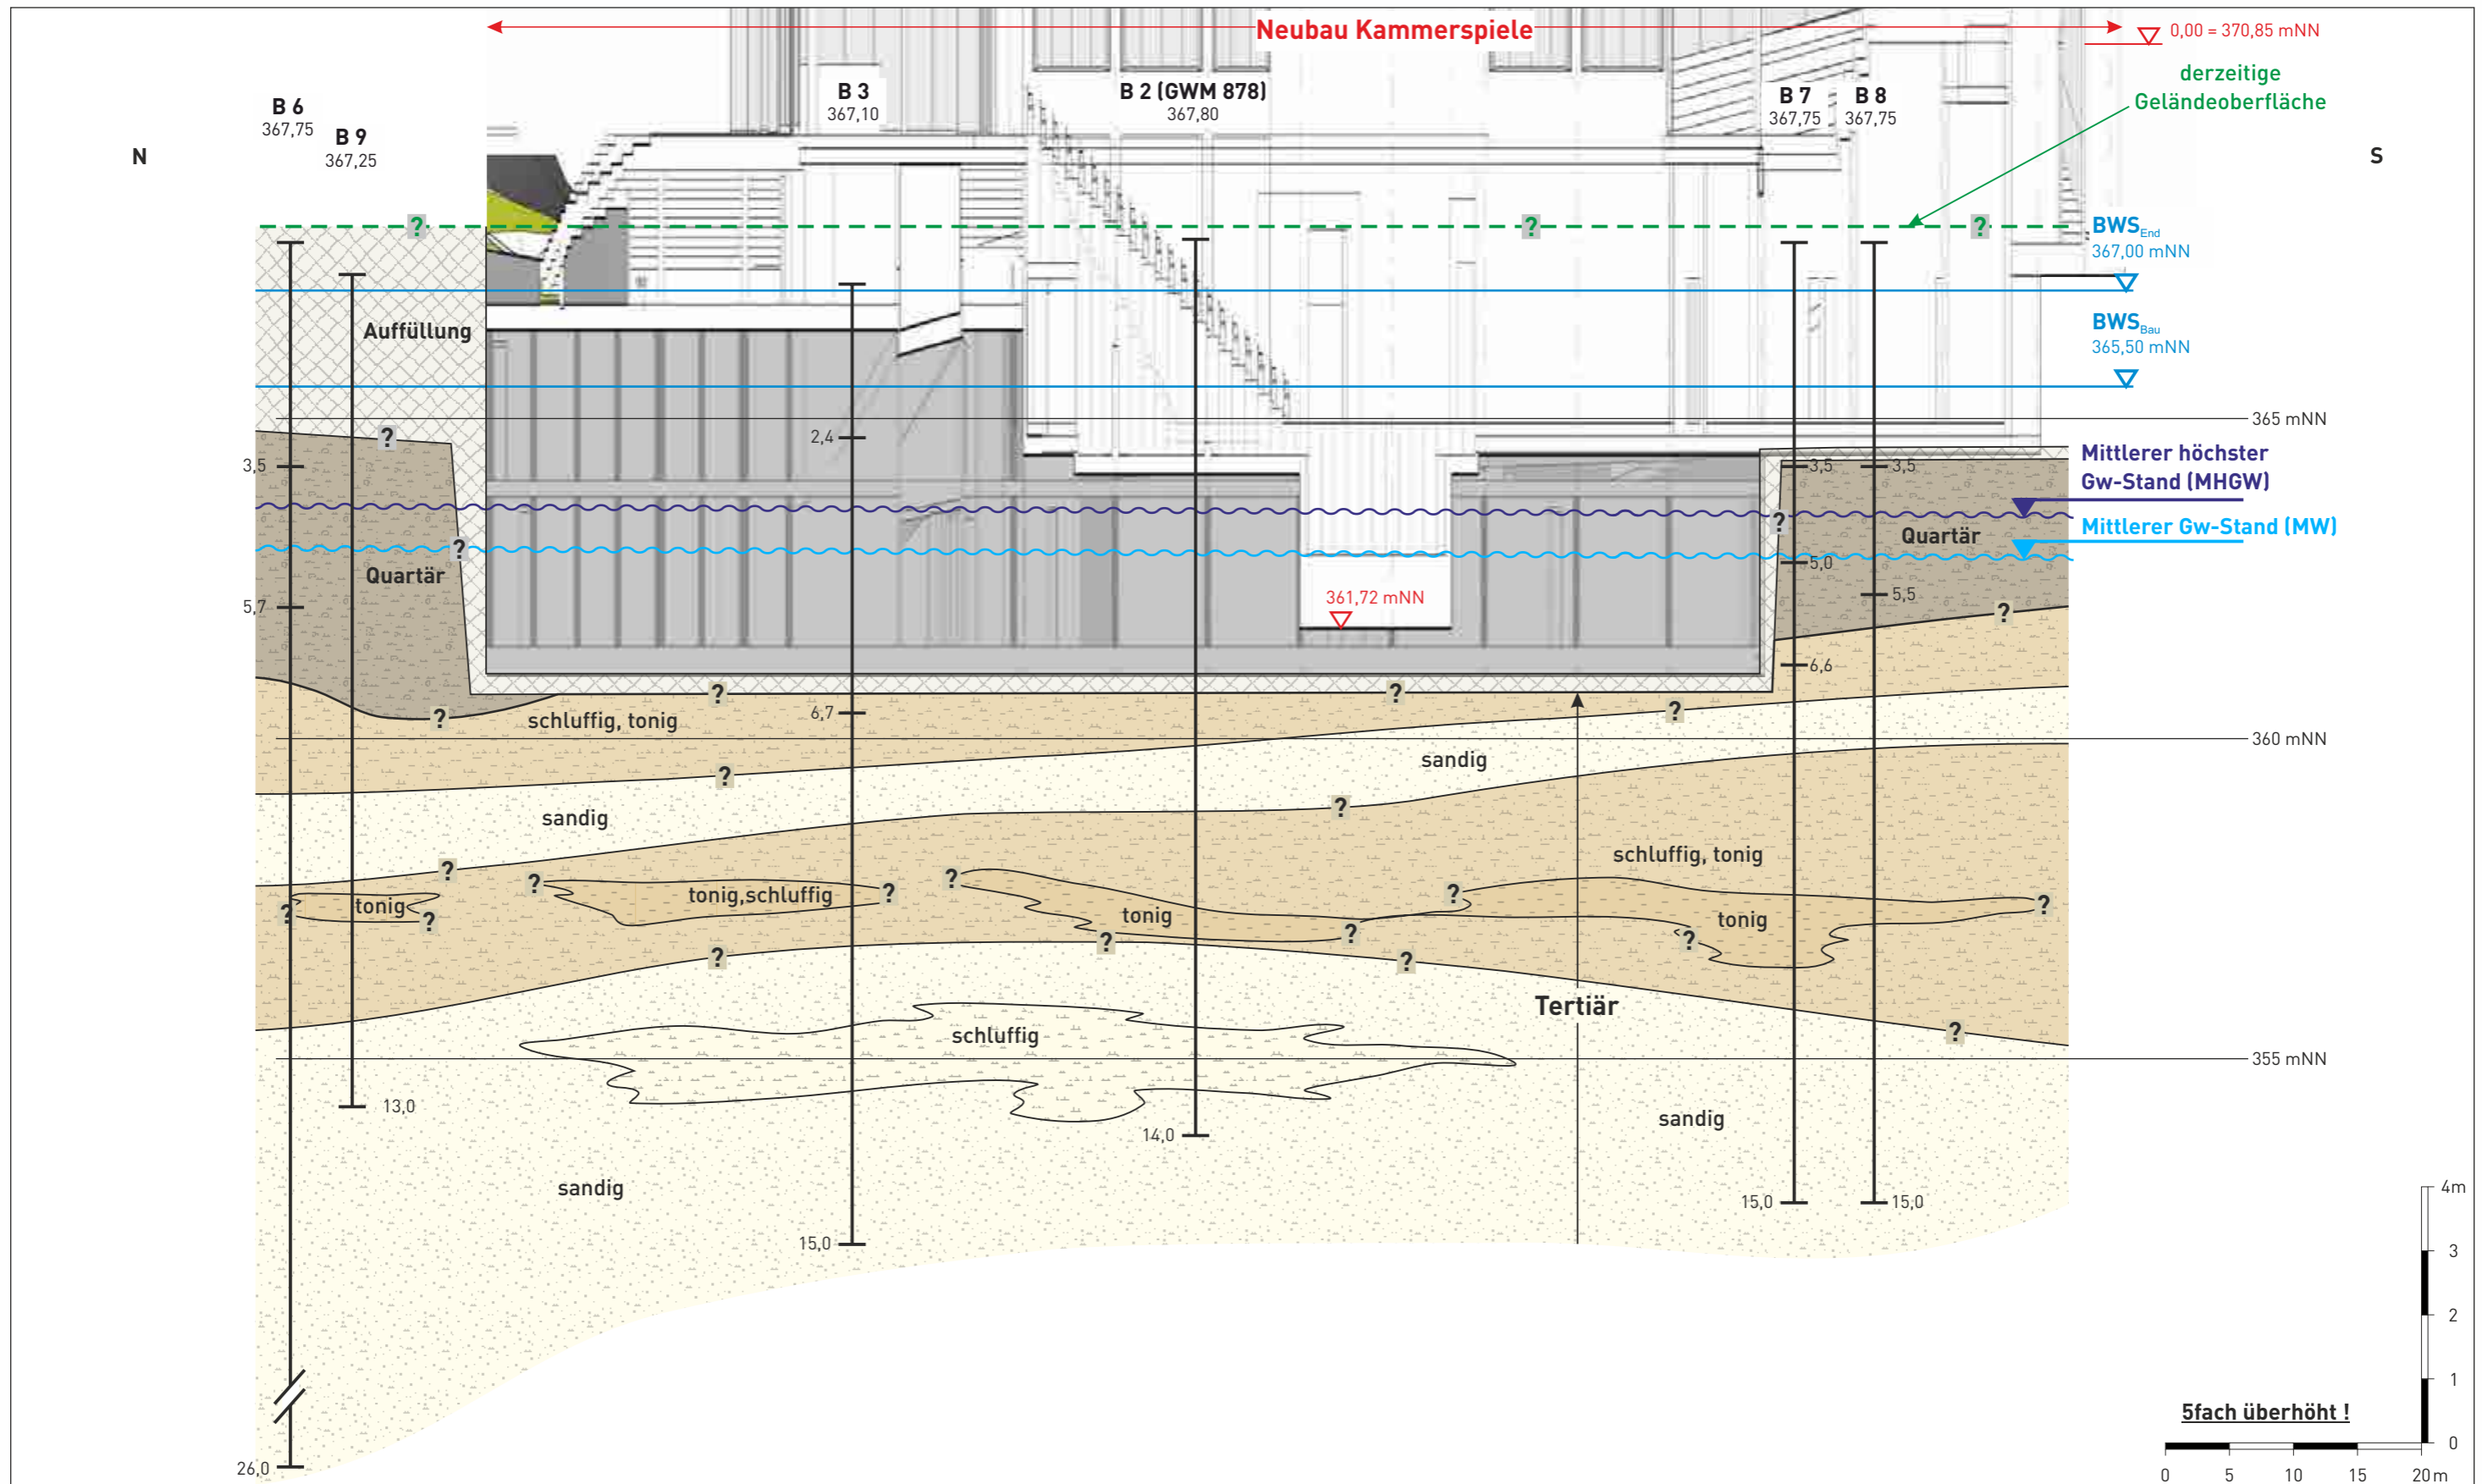 Neubau Kammerspiele
0,00 = 370,85 mNN
derzeitige
Geländeoberfläche
B 6
367,75
B 9
367,25
B 3
367,10
B 2 (GWM 878)
367,80
B 7
367,75
B 8
367,75
N
S
?
?
?
BWS End
367,00 mNN
Auffüllung
BWS Bau
365,50 mNN
365 mNN
2,4
?
3,5
3,5
3,5
Mittlerer höchster
Gw-Stand (MHGW)
?
Mittlerer Gw-Stand (MW)
Quartär
?
5,0
Quartär
5,7
5,5
361,72 mNN
?
6,6
?
?
?
6,7
?
schluffig, tonig
360 mNN
sandig
?
?
sandig
schluffig, tonig
?
?
?
tonig,schluffig
?
?
?
tonig
?
?
tonig
tonig
?
?
?
?
?
?
Tertiär
?
schluffig
355 mNN
13,0
sandig
14,0
sandig
15,0
15,0
15,0
4m
3
2
1
0
5fach überhöht !
26,0
0 5 10 15 20m